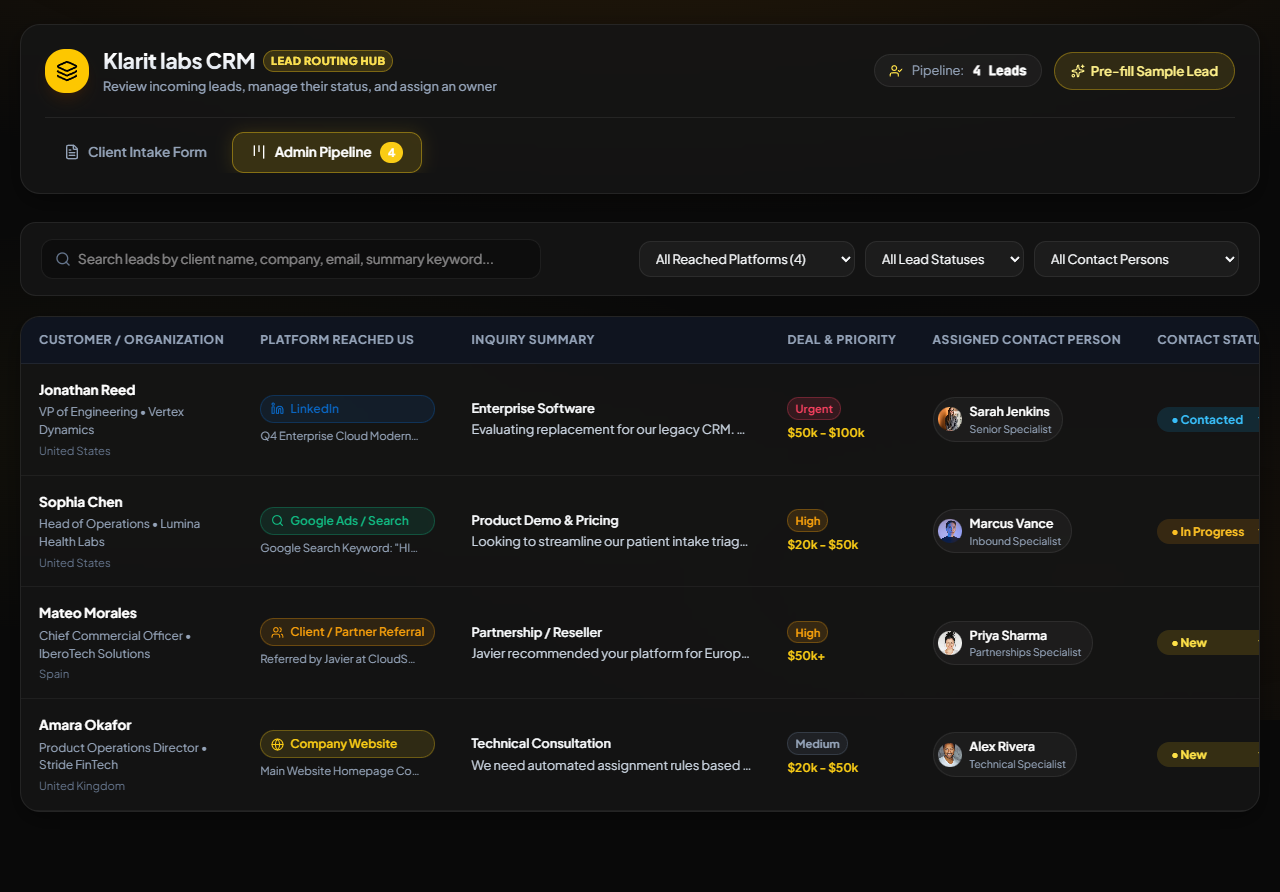 Klarit labs CRM LEAD ROUTING HUB
Review incoming leads, manage their status, and assign an owner
Pipeline: 4 Leads
Pre-fill Sample Lead
Client Intake Form
Admin Pipeline 4
Search leads by client name, company, email, summary keyword...
All Reached Platforms (4)
All Lead Statuses
All Contact Persons
CUSTOMER / ORGANIZATION PLATFORM REACHED US INQUIRY SUMMARY DEAL & PRIORITY ASSIGNED CONTACT PERSON CONTACT STATU
Jonathan Reed
VP of Engineering • Vertex
Dynamics
United States
LinkedIn
Q4 Enterprise Cloud Modern...
Enterprise Software
Evaluating replacement for our legacy CRM. ...
Urgent
$50k - $100k
Sarah Jenkins
Senior Specialist
● Contacted
Sophia Chen
Head of Operations • Lumina
Health Labs
United States
Google Ads / Search
Google Search Keyword: "HI...
Product Demo & Pricing
Looking to streamline our patient intake triag...
High
$20k - $50k
Marcus Vance
Inbound Specialist
● In Progress
Mateo Morales
Chief Commercial Officer •
IberoTech Solutions
Spain
Client / Partner Referral
Referred by Javier at CloudS...
Partnership / Reseller
Javier recommended your platform for Europ...
High
$50k+
Priya Sharma
Partnerships Specialist
● New
Amara Okafor
Product Operations Director •
Stride FinTech
United Kingdom
Company Website
Main Website Homepage Co...
Technical Consultation
We need automated assignment rules based ...
Medium
$20k - $50k
Alex Rivera
Technical Specialist
● New